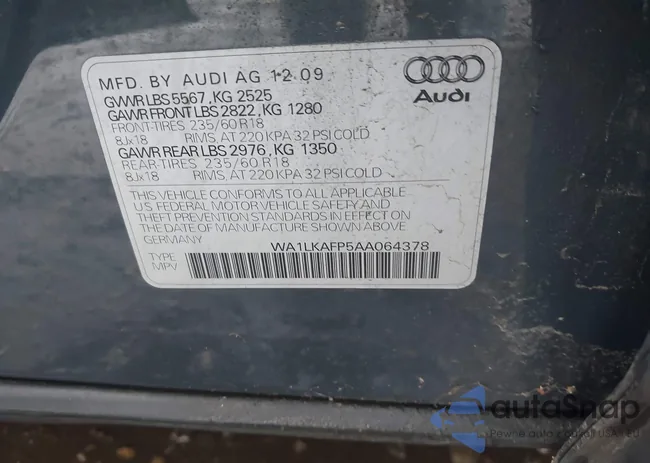 MFD. BY AUDI AG 12.09
GVWR LBS 5567, KG 2525
GAWR FRONT LBS 2822, KG 1280
FRONT-TIRES 235/60 R18
8Jx18 RIMS, AT 220 KPA 32 PSI COLD
GAWR REAR LBS 2976, KG 1350
REAR-TIRES 235/60 R18
8Jx18 RIMS, AT 220 KPA 32 PSI COLD
THIS VEHICLE CONFORMS TO ALL APPLICABLE
U.S. FEDERAL MOTOR VEHICLE SAFETY AND
THEFT PREVENTION STANDARDS IN EFFECT ON
THE DATE OF MANUFACTURE SHOWN ABOVE
GERMANY
WA1LKAFP5AA064378
TYPE
MPV
Audi
autoSnap
Pewne auta z